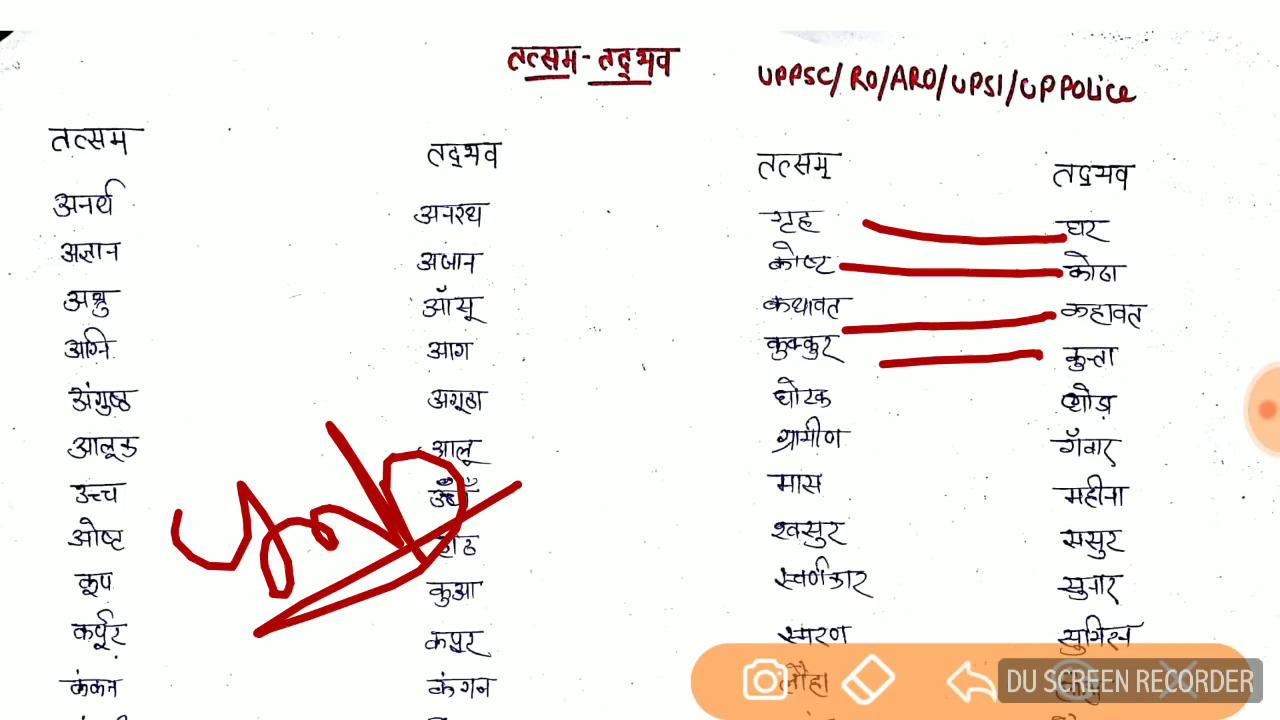 तत्सम - तद्भव
UPPSC/RO/ARO/UPSI/UP POLice
तत्सम तद्भव
अनर्थ अनरथ
अज्ञान अजान
अश्रु आँसू
अग्नि आग
अंगुष्ठ अगूठा
आलूक आलू
उच्च
ओष्ट होठ
कूप कुआ
कर्पूर कपुर
कंकन कंगन
तत्सम् तद्भव
गृह घर
कोष्ट कोठा
कथावत कहावत
कुक्कुर कुत्ता
घोटक घोडा
ग्रामीण गँवार
मास महीना
श्वसुर ससुर
स्वर्णकार सुनार
स्मरण सुमिरन
लौहा
DU SCREEN RECORDER